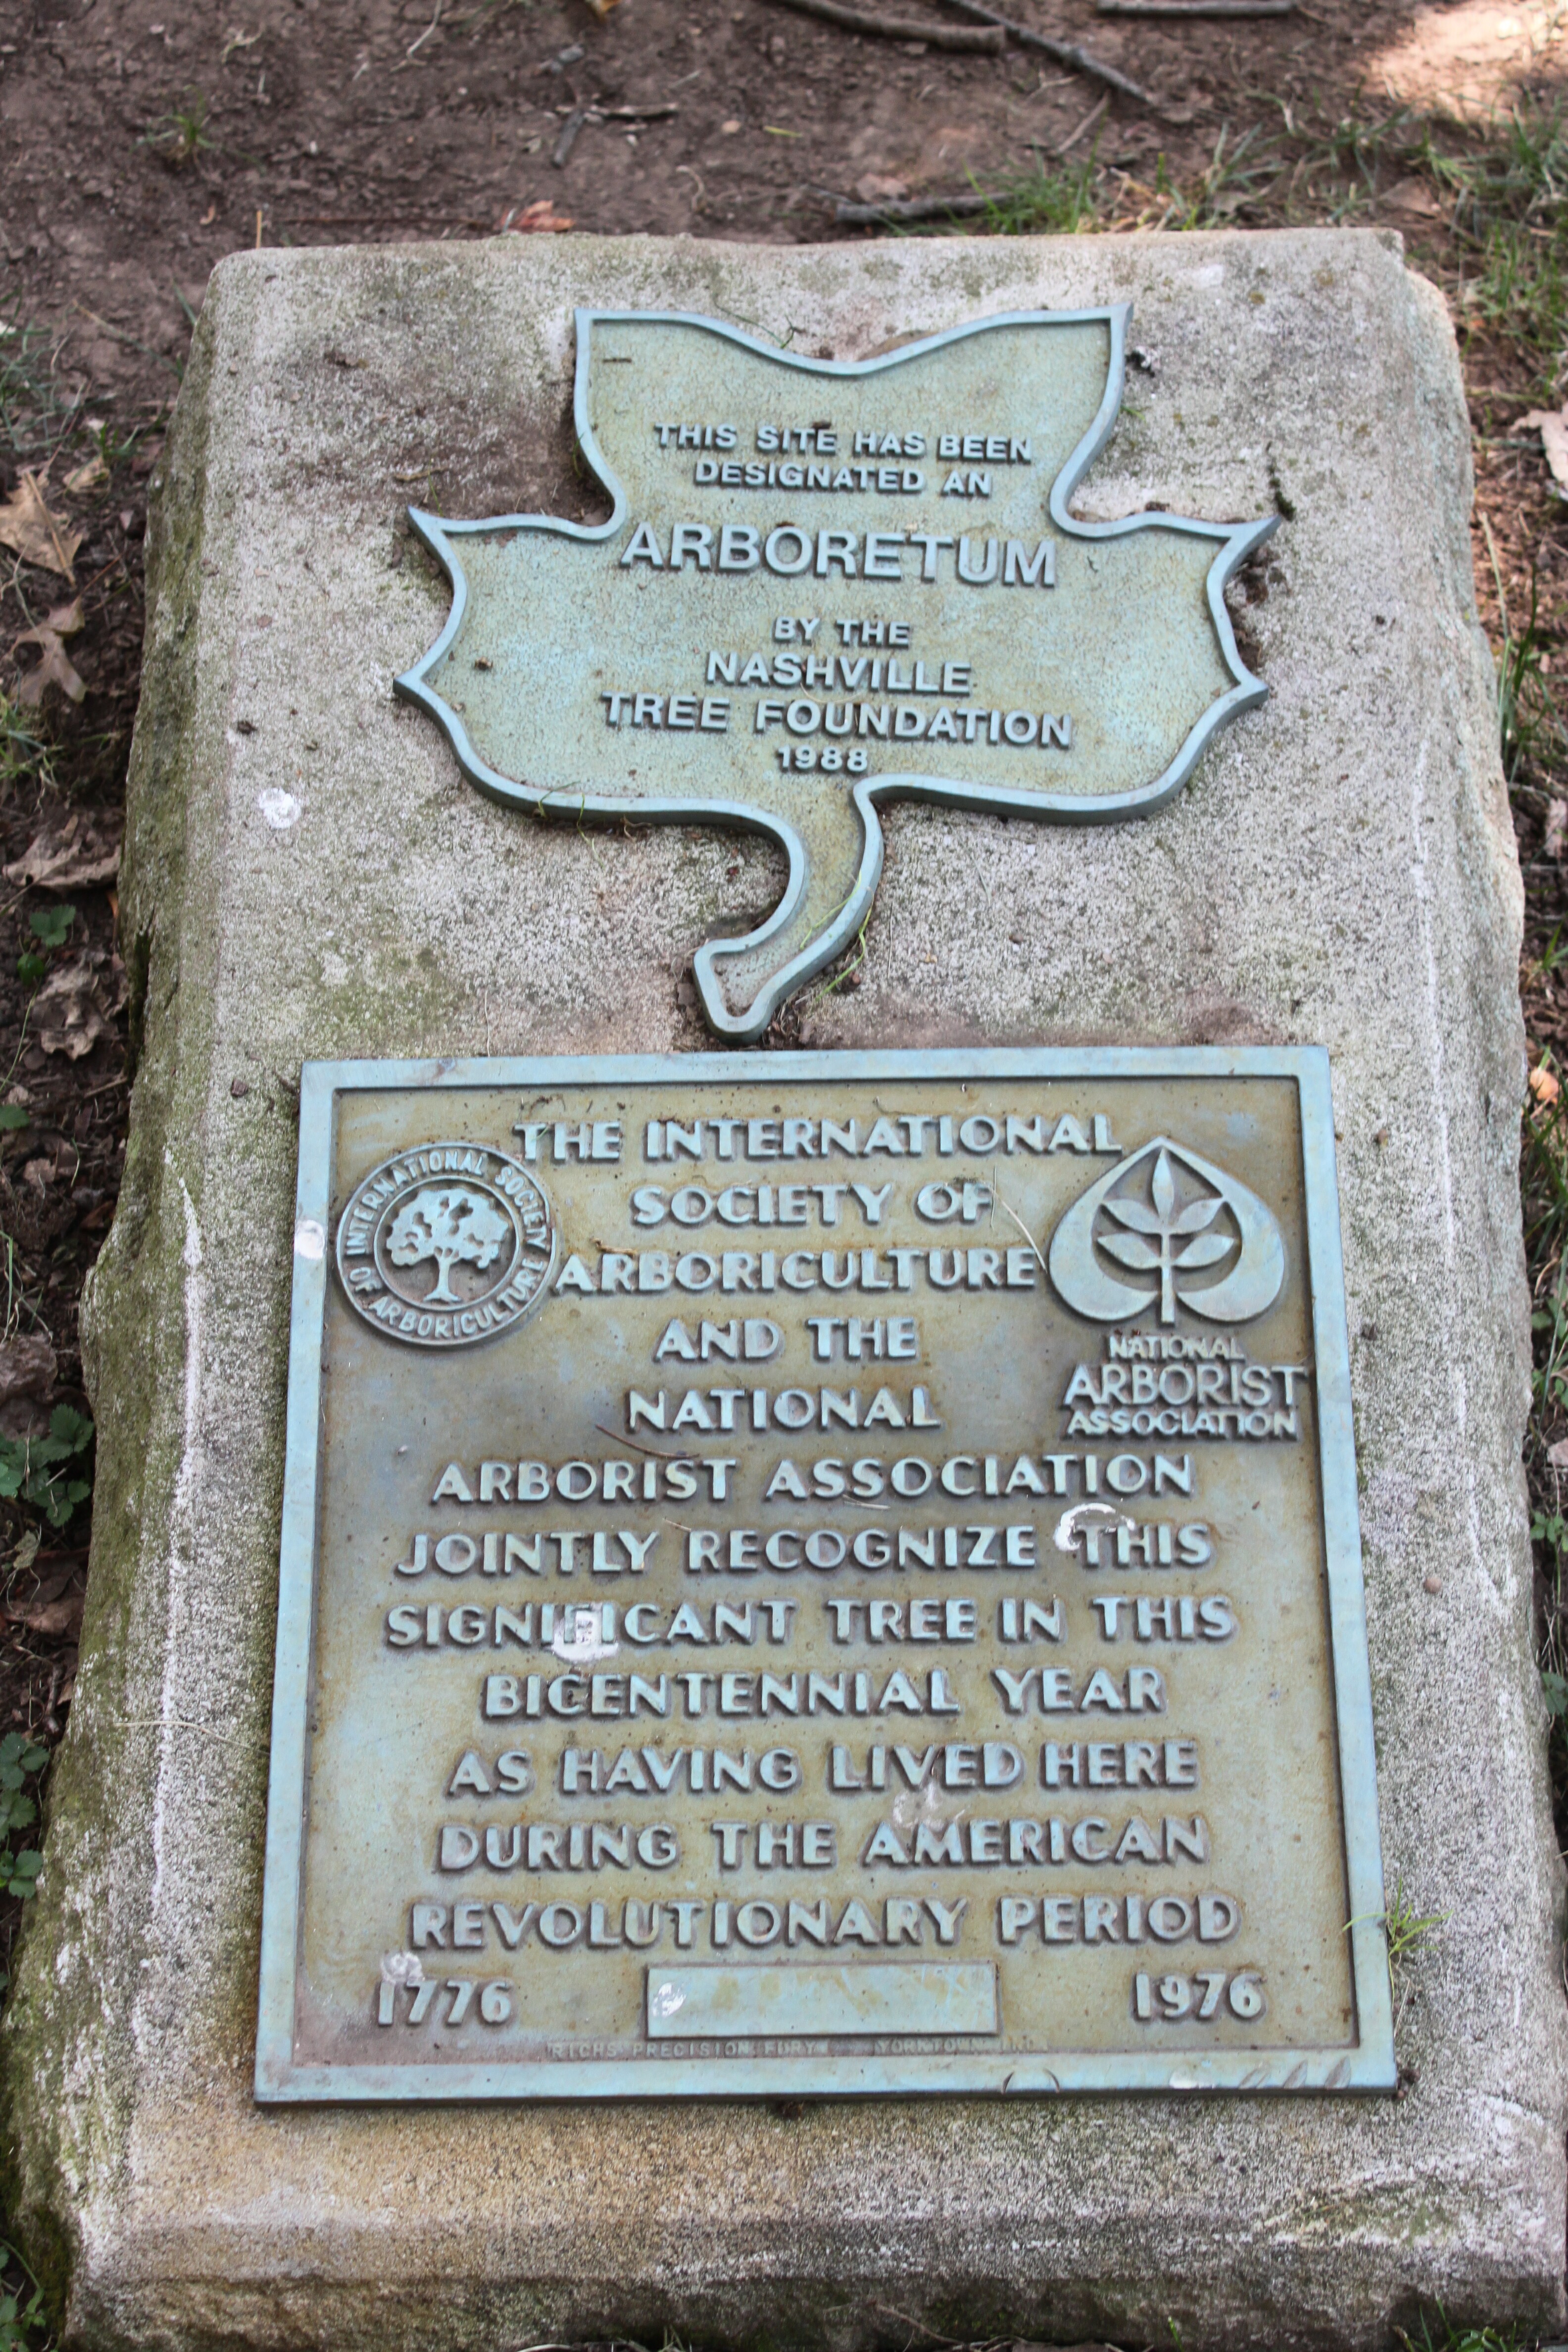 THIS SITE HAS BEEN
DESIGNATED AN
ARBORETUM
BY THE
NASHVILLE
TREE FOUNDATION
1988
INTERNATIONAL SOCIETY
OF ARBORICULTURE
THE INTERNATIONAL
SOCIETY OF
ARBORICULTURE
AND THE
NATIONAL
ARBORIST ASSOCIATION
JOINTLY RECOGNIZE THIS
SIGNIFICANT TREE IN THIS
BICENTENNIAL YEAR
AS HAVING LIVED HERE
DURING THE AMERICAN
REVOLUTIONARY PERIOD
1776 1976
NATIONAL
ARBORIST
ASSOCIATION
PRECISION